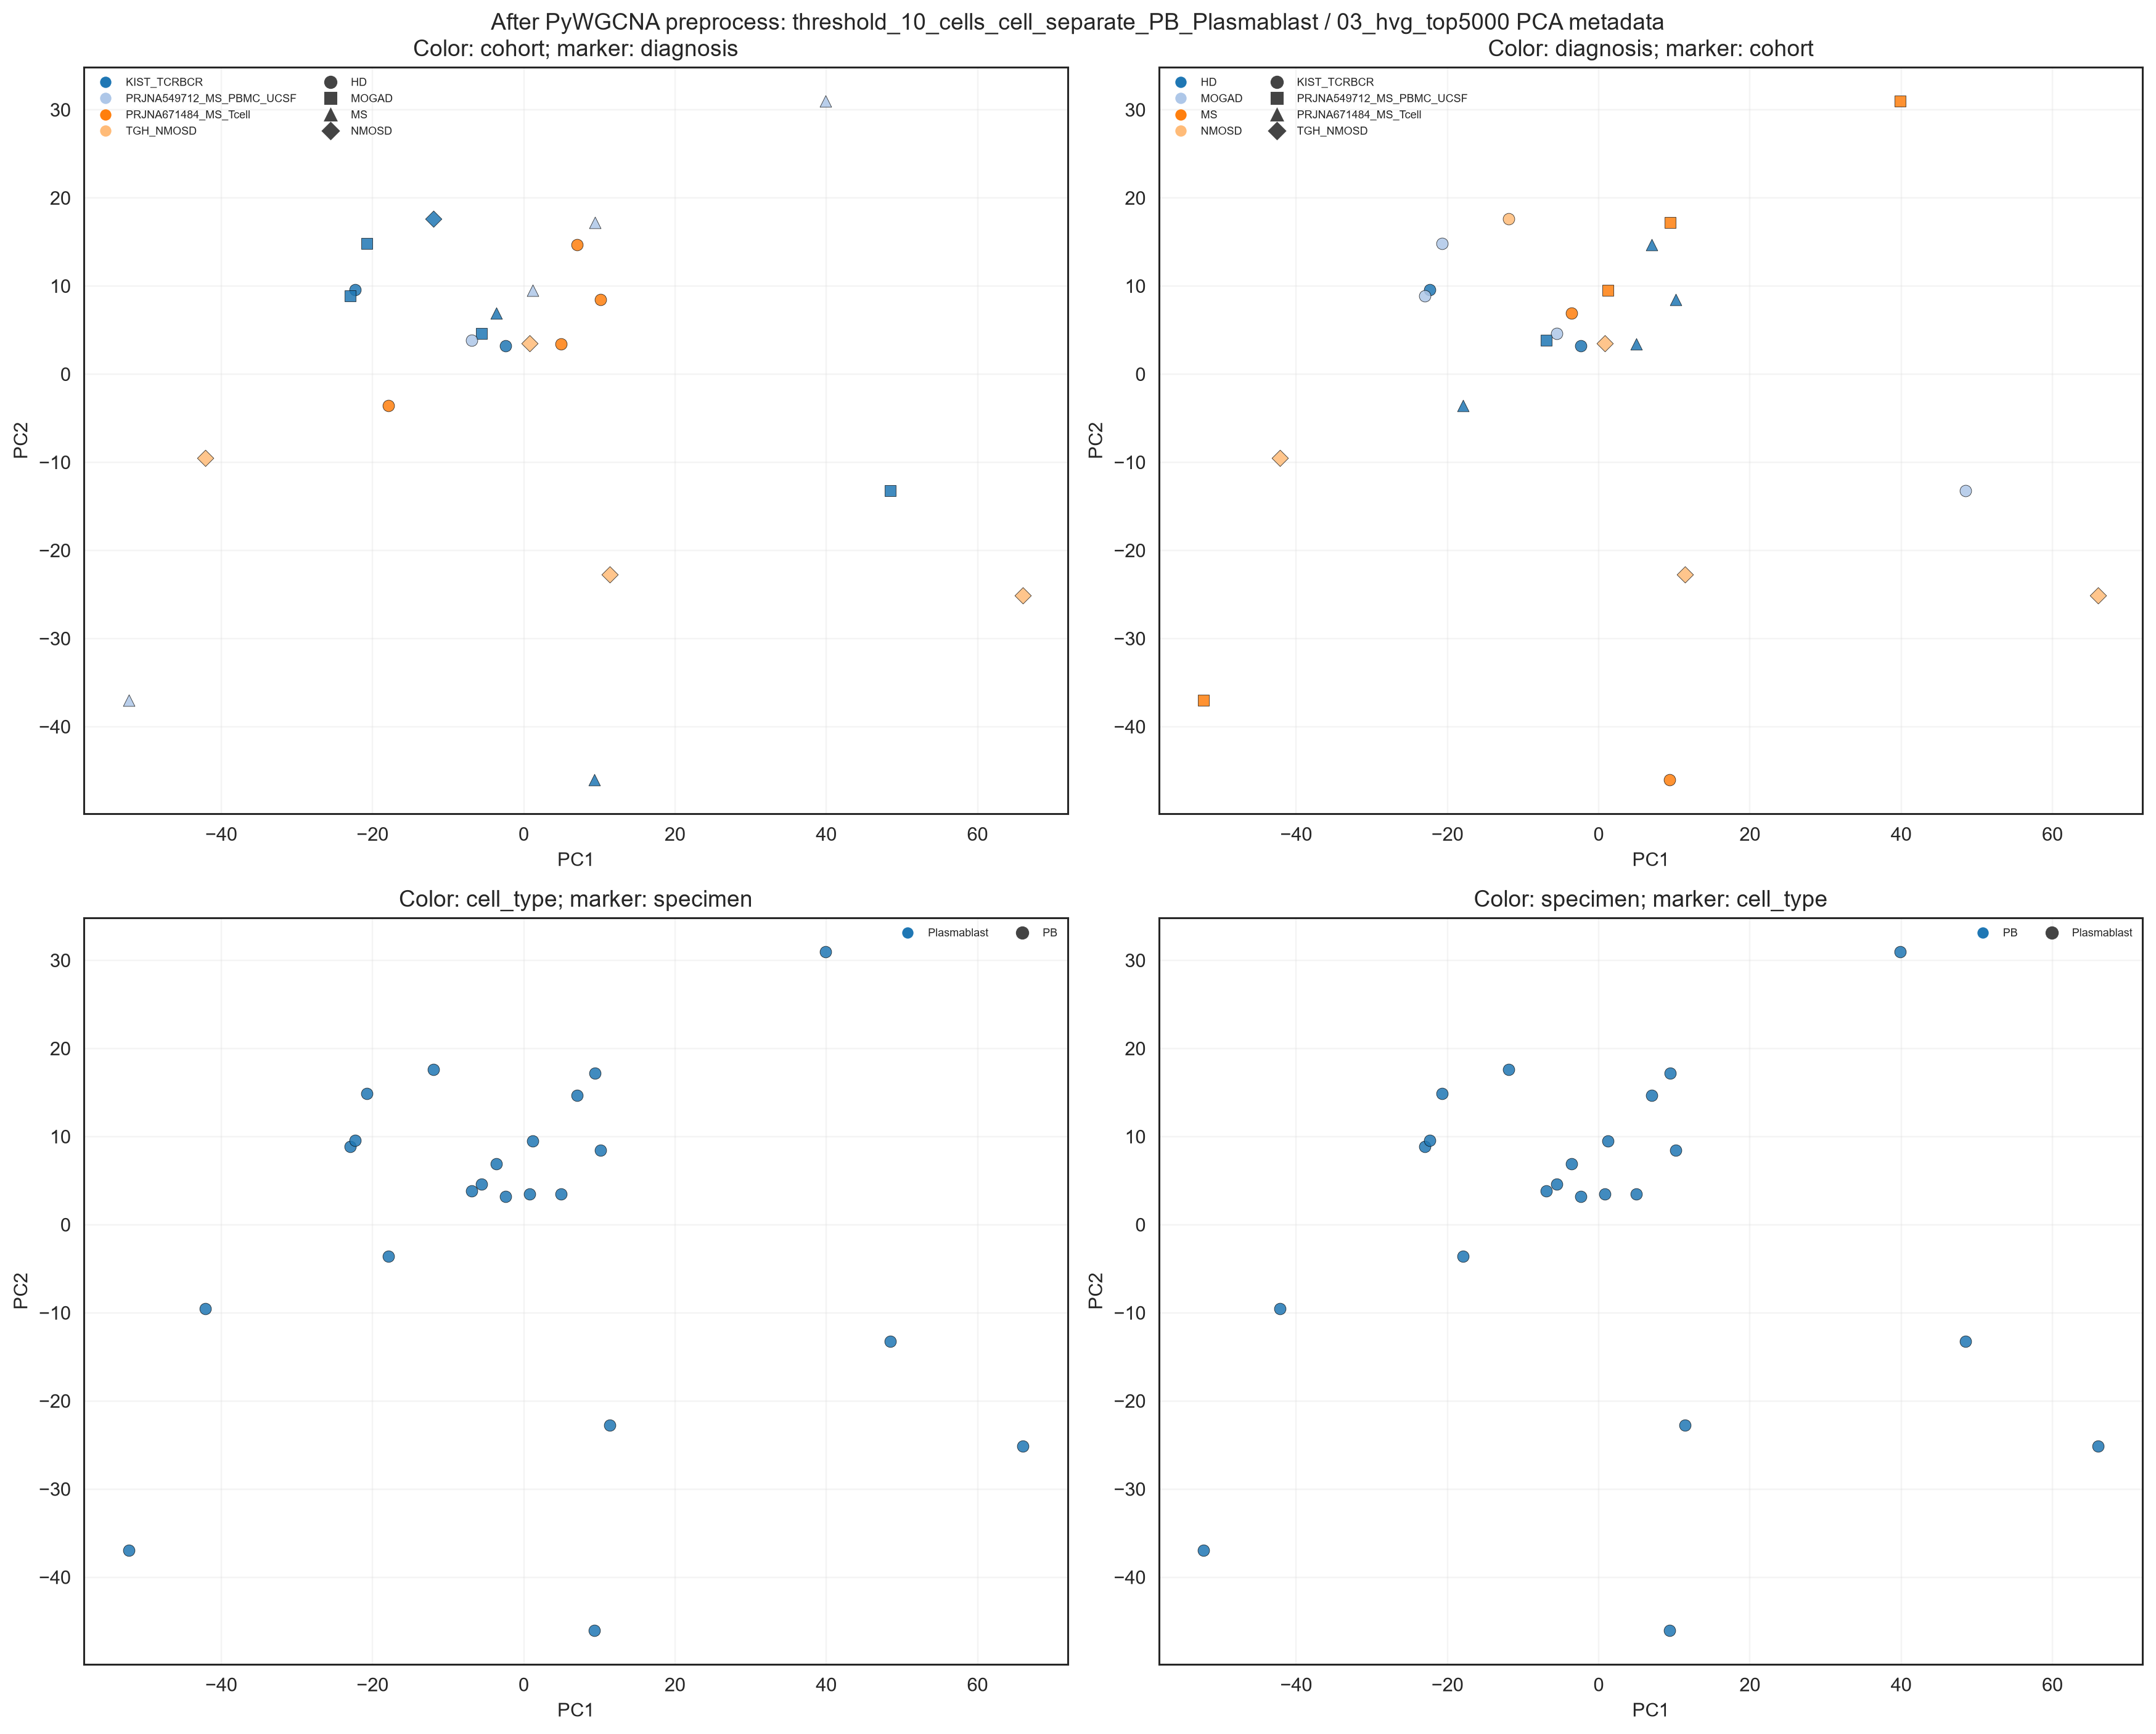 After PyWGCNA preprocess: threshold_10_cells_cell_separate_PB_Plasmablast / 03_hvg_top5000 PCA metadata
Color: cohort; marker: diagnosis
KIST_TCRBCR
PRJNA549712_MS_PBMC_UCSF
PRJNA671484_MS_Tcell
TGH_NMOSD
HD
MOGAD
MS
NMOSD
30
20
10
0
−10
−20
−30
−40
PC2
−40 −20 0 20 40 60
PC1
Color: diagnosis; marker: cohort
HD
MOGAD
MS
NMOSD
KIST_TCRBCR
PRJNA549712_MS_PBMC_UCSF
PRJNA671484_MS_Tcell
TGH_NMOSD
30
20
10
0
−10
−20
−30
−40
PC2
−40 −20 0 20 40 60
PC1
Color: cell_type; marker: specimen
Plasmablast PB
30
20
10
0
−10
−20
−30
−40
PC2
−40 −20 0 20 40 60
PC1
Color: specimen; marker: cell_type
PB Plasmablast
30
20
10
0
−10
−20
−30
−40
PC2
−40 −20 0 20 40 60
PC1